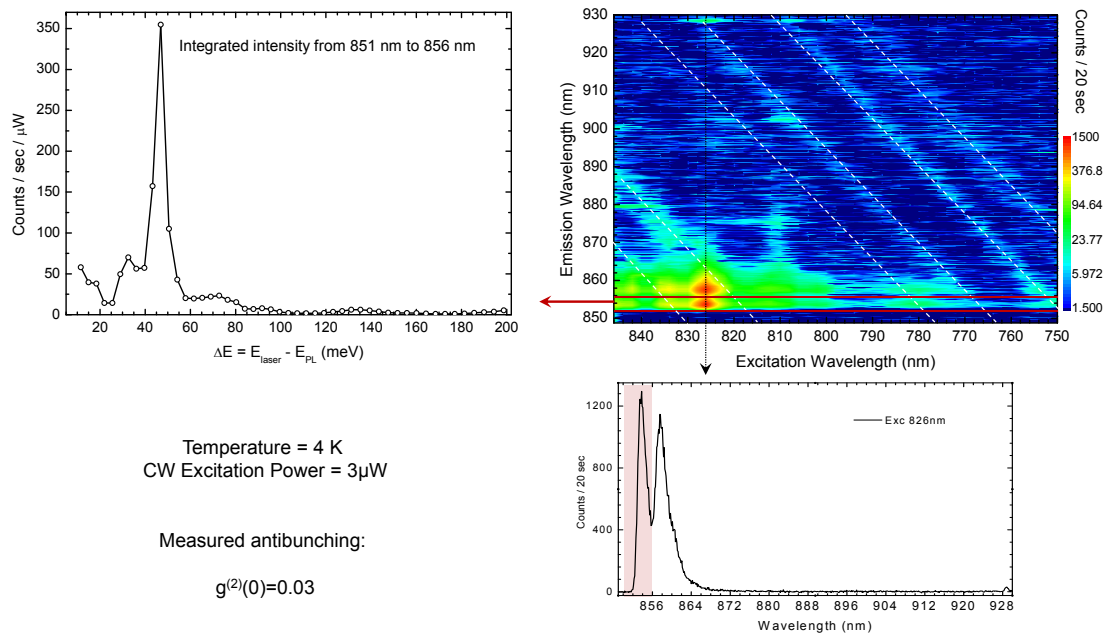 Integrated intensity from 851 nm to 856 nm
Counts / sec / μW
350
300
250
200
150
100
50
0
20 40 60 80 100 120 140 160 180 200
ΔE = E_laser - E_PL (meV)
Emission Wavelength (nm)
930
920
910
900
890
880
870
860
850
840 830 820 810 800 790 780 770 760 750
Excitation Wavelength (nm)
Counts / 20 sec
1500
376.8
94.64
23.77
5.972
1.500
Temperature = 4 K
CW Excitation Power = 3μW
Measured antibunching:
g⁽²⁾(0)=0.03
Counts / 20 sec
1200
800
400
0
Exc 826nm
856 864 872 880 888 896 904 912 920 928
Wavelength (nm)